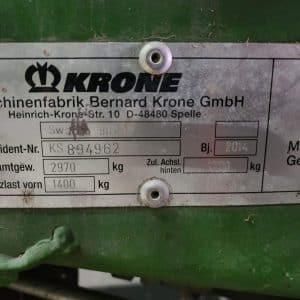 KRONE
chinenfabrik Bernard Krone GmbH
Heinrich-Krone-Str. 10 D-48480 Spelle
Sw
ident-Nr. KS 894962 Bj. 2014
amtgew. 2970 kg Zul. Achsl. hinten kg
zlast vorn 1400 kg
M
Ge